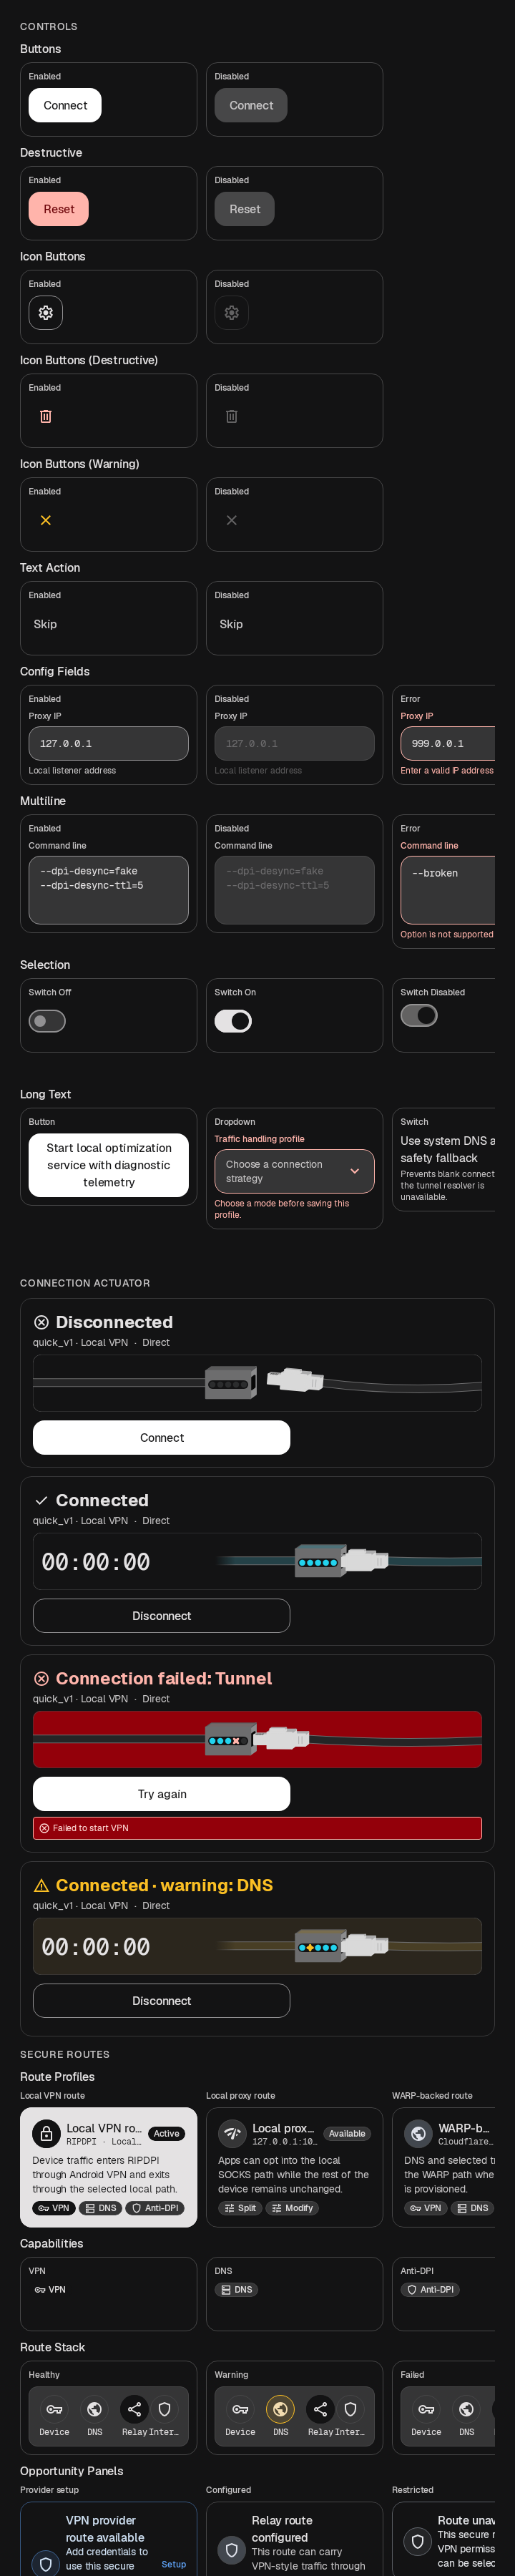 CONTROLS
Buttons
Enabled
Disabled
Connect
Connect
Destructive
Enabled
Disabled
Reset
Reset
Icon Buttons
Enabled
Disabled
Icon Buttons (Destructive)
Enabled
Disabled
Icon Buttons (Warning)
Enabled
Disabled
Text Action
Enabled
Disabled
Skip
Skip
Config Fields
Enabled
Proxy IP
127.0.0.1
Local listener address
Disabled
Proxy IP
127.0.0.1
Local listener address
Error
Proxy IP
999.0.0.1
Enter a valid IP address
Multiline
Enabled
Command line
--dpi-desync=fake
--dpi-desync-ttl=5
Disabled
Command line
--dpi-desync=fake
--dpi-desync-ttl=5
Error
Command line
--broken
Option is not supported
Selection
Switch Off
Switch On
Switch Disabled
Long Text
Button
Start local optimization
service with diagnostic
telemetry
Dropdown
Traffic handling profile
Choose a connection
strategy
Choose a mode before saving this
profile.
Switch
Use system DNS a
safety fallback
Prevents blank connect
the tunnel resolver is
unavailable.
CONNECTION ACTUATOR
Disconnected
quick_v1 · Local VPN · Direct
Connect
Connected
quick_v1 · Local VPN · Direct
00:00:00
Disconnect
Connection failed: Tunnel
quick_v1 · Local VPN · Direct
Try again
Failed to start VPN
Connected · warning: DNS
quick_v1 · Local VPN · Direct
00:00:00
Disconnect
SECURE ROUTES
Route Profiles
Local VPN route
Local VPN ro…
RIPDPI · Local…
Active
Device traffic enters RIPDPI
through Android VPN and exits
through the selected local path.
VPN
DNS
Anti-DPI
Local proxy route
Local prox…
127.0.0.1:10…
Available
Apps can opt into the local
SOCKS path while the rest of the
device remains unchanged.
Split
Modify
WARP-backed route
WARP-b…
Cloudflare…
DNS and selected t
the WARP path whe
is provisioned.
VPN
DNS
Capabilities
VPN
VPN
DNS
DNS
Anti-DPI
Anti-DPI
Route Stack
Healthy
Device
DNS
Relay
Inter…
Warning
Device
DNS
Relay
Inter…
Failed
Device
DNS
Opportunity Panels
Provider setup
VPN provider
route available
Add credentials to
use this secure
Setup
Configured
Relay route
configured
This route can carry
VPN-style traffic through
Restricted
Route unav
This secure r
VPN permiss
can be selec